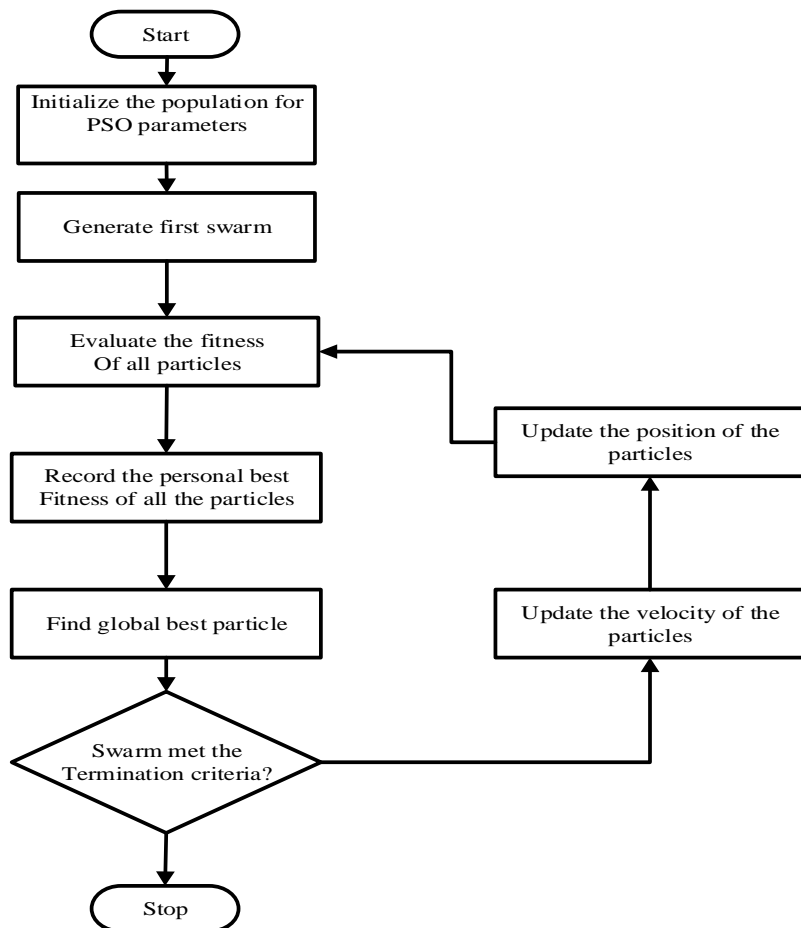 Start
Initialize the population for
PSO parameters
Generate first swarm
Evaluate the fitness
Of all particles
Record the personal best
Fitness of all the particles
Find global best particle
Swarm met the
Termination criteria?
Stop
Update the position of the
particles
Update the velocity of the
particles